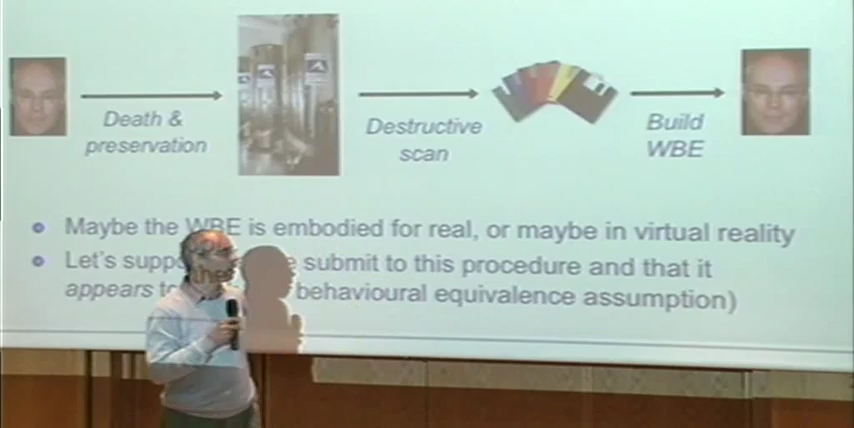 Death &
preservation
Destructive
scan
Build
WBE
Maybe the WBE is embodied for real, or maybe in virtual reality
Let's submit to this procedure and that it
appears behavioural equivalence assumption)